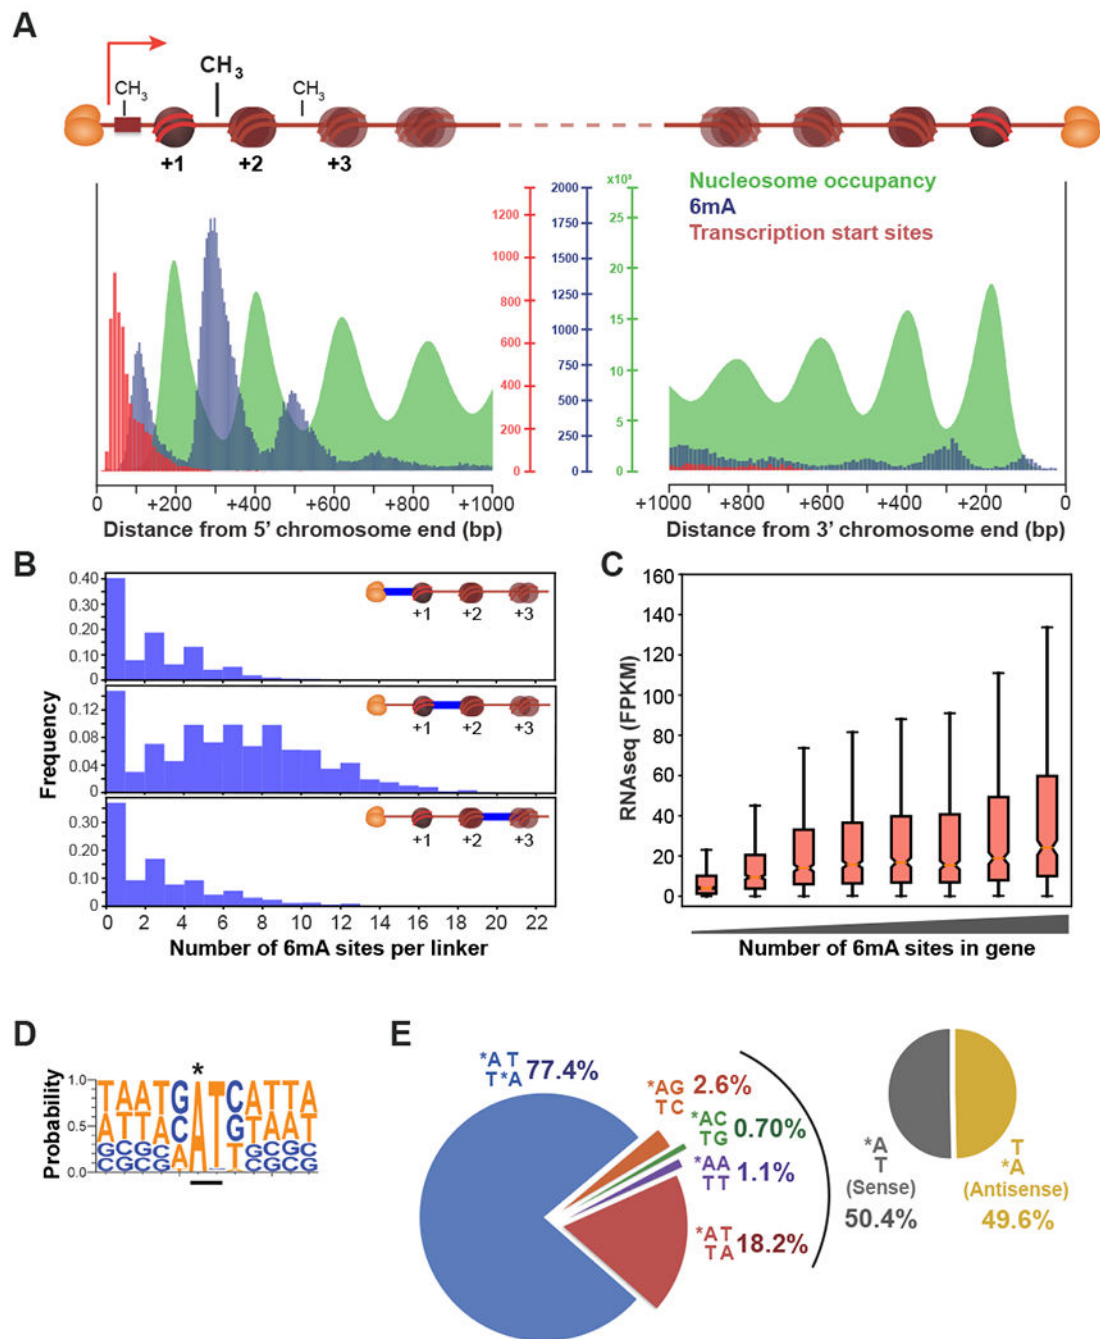 A
CH3
CH3
CH3
+1
+2
+3
Nucleosome occupancy
6mA
Transcription start sites
1200
1000
800
600
400
200
0
2000
1750
1500
1250
1000
750
500
250
0
x10³
25
20
15
10
5
0
0
+200
+400
+600
+800
+1000
Distance from 5' chromosome end (bp)
+1000
+800
+600
+400
+200
0
Distance from 3' chromosome end (bp)
B
Frequency
0.40
0.30
0.20
0.10
0
+1
+2
+3
0.12
0.08
0.04
0
+1
+2
+3
0.30
0.20
0.10
0
+1
+2
+3
0
2
4
6
8
10
12
14
16
18
20
22
Number of 6mA sites per linker
C
RNAseq (FPKM)
160
140
120
100
80
60
40
20
0
Number of 6mA sites in gene
D
Probability
1.0
0.5
0.0
*
TAATGATCATTA
E
*A T
T *A
77.4%
*AG
TC
2.6%
*AC
TG
0.70%
*AA
TT
1.1%
*A T
T A
18.2%
*A
T
(Sense)
50.4%
T
*A
(Antisense)
49.6%